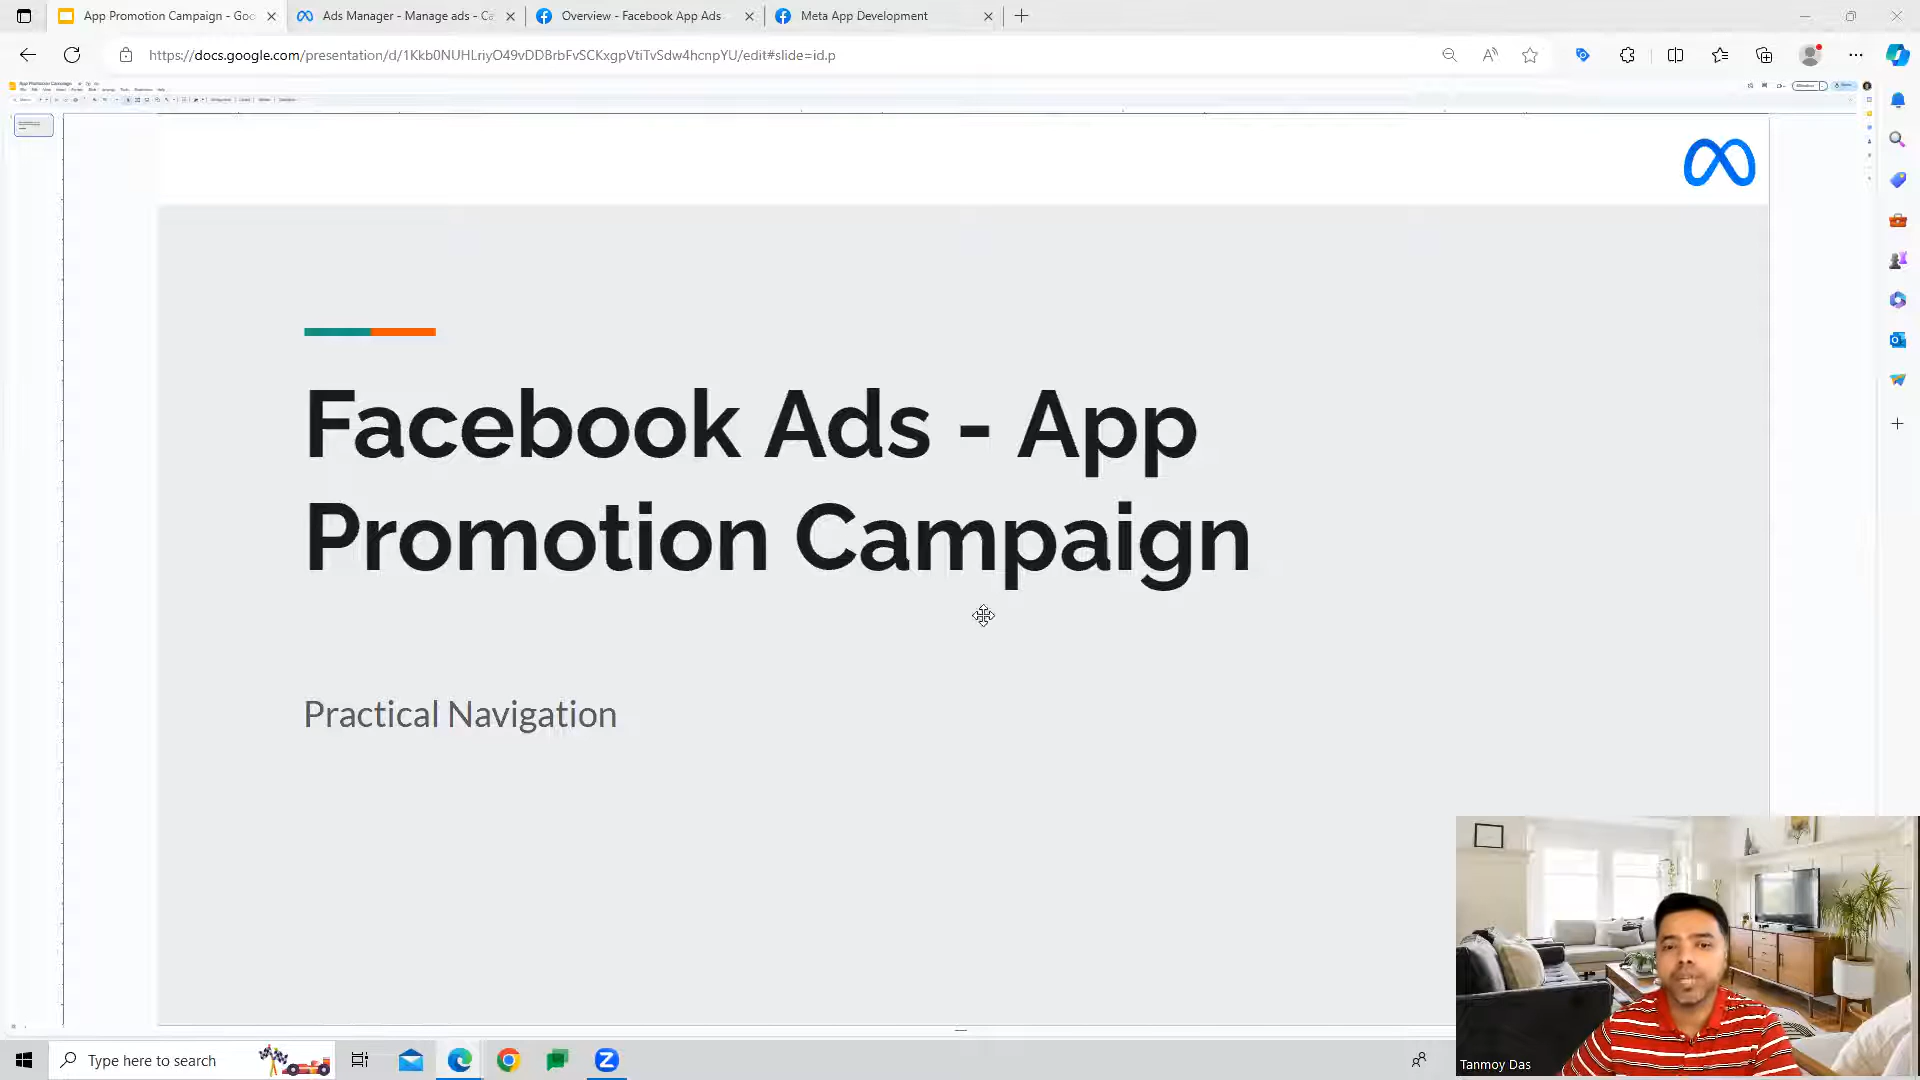 App Promotion Campaign - Goo
Ads Manager - Manage ads - Ca
Overview - Facebook App Ads
Meta App Development
https://docs.google.com/presentation/d/1Kkb0NUHLriyO49vDDBrbFvSCKxgpVtiTvSdw4hcnpYU/edit#slide=id.p
Facebook Ads - App
Promotion Campaign
Practical Navigation
Type here to search
Tanmoy Das